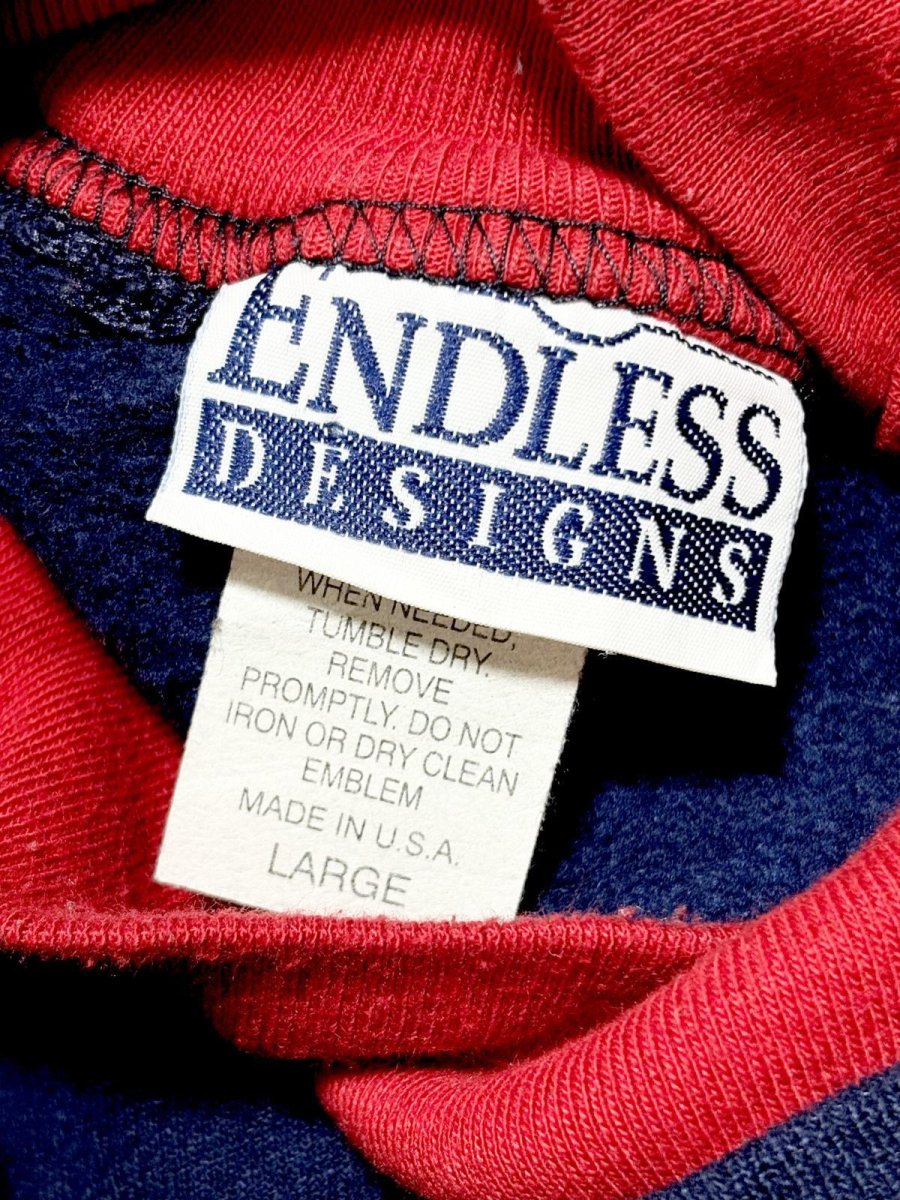 ENDLESS
DESIGNS
WHEN NEEDED,
TUMBLE DRY.
REMOVE
PROMPTLY. DO NOT
IRON OR DRY CLEAN
EMBLEM
MADE IN U.S.A.
LARGE